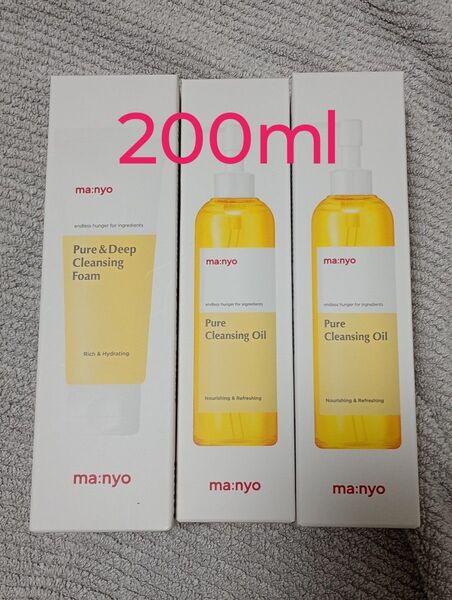 200ml
ma:nyo
endless hunger for ingredients
Pure & Deep
Cleansing
Foam
Rich & Hydrating
ma:nyo
ma:nyo
endless hunger for ingredients
Pure
Cleansing Oil
Nourishing & Refreshing
ma:nyo
ma:nyo
endless hunger for ingredients
Pure
Cleansing Oil
Nourishing & Refreshing
ma:nyo